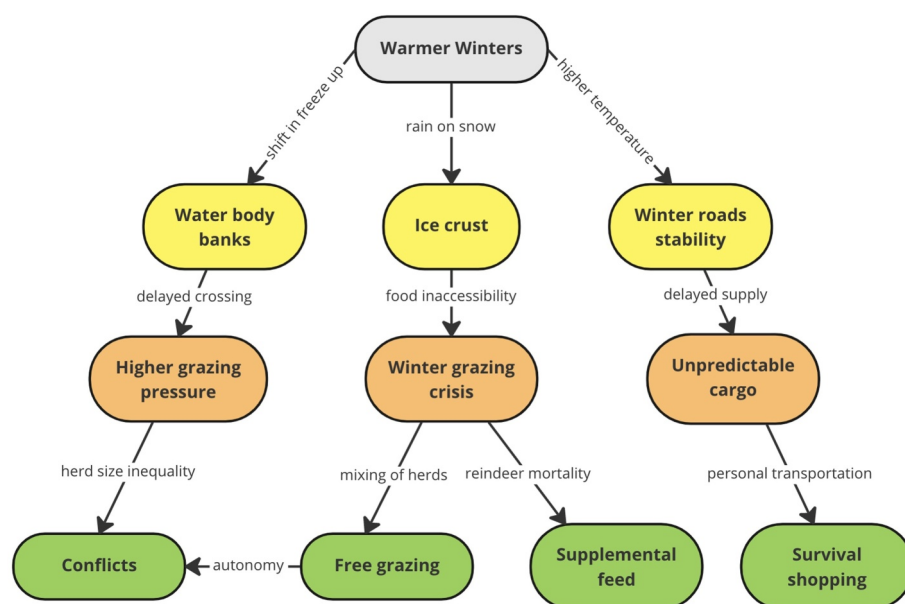 Warmer Winters
shift in freeze up
rain on snow
higher temperature
Water body
banks
Ice crust
Winter roads
stability
delayed crossing
food inaccessibility
delayed supply
Higher grazing
pressure
Winter grazing
crisis
Unpredictable
cargo
herd size inequality
mixing of herds
reindeer mortality
personal transportation
Conflicts
autonomy
Free grazing
Supplemental
feed
Survival
shopping